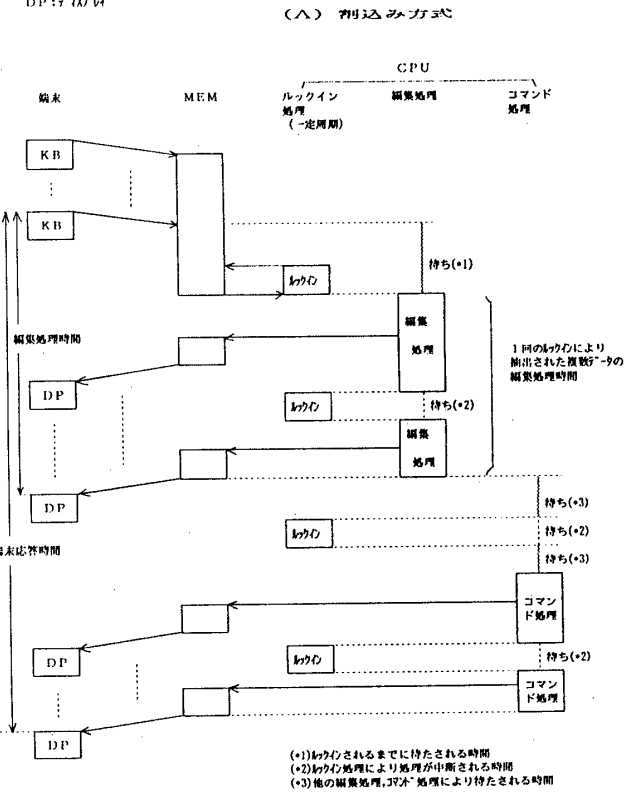 DP:ディスプレイ
(A) 割込み方式
CPU
端末
MEM
ルックイン
処理
(一定周期)
編集処理
コマンド
処理
KB
KB
待ち(*1)
ルックイン
編集
処理
編集処理時間
1回のルックインにより
抽出された複数データの
編集処理時間
DP
ルックイン
待ち(*2)
編集
処理
DP
待ち(*3)
ルックイン
待ち(*2)
端末応答時間
待ち(*3)
コマン
ド処理
DP
ルックイン
待ち(*2)
コマン
ド処理
DP
(*1)ルックインされるまでに待たされる時間
(*2)ルックイン処理により処理が中断される時間
(*3)他の編集処理,コマンド処理により待たされる時間